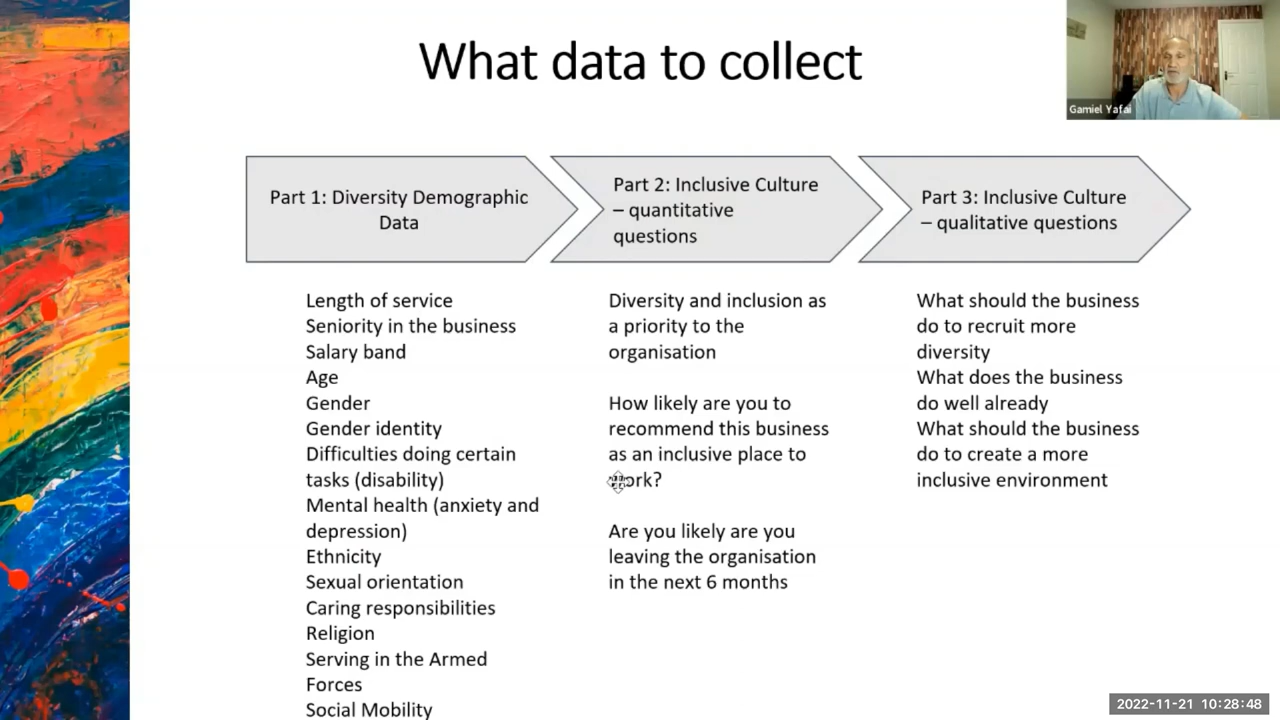 What data to collect
Gamiel Yafai
Part 1: Diversity Demographic
Data
Part 2: Inclusive Culture
– quantitative
questions
Part 3: Inclusive Culture
– qualitative questions
Length of service
Seniority in the business
Salary band
Age
Gender
Gender identity
Difficulties doing certain
tasks (disability)
Mental health (anxiety and
depression)
Ethnicity
Sexual orientation
Caring responsibilities
Religion
Serving in the Armed
Forces
Social Mobility
Diversity and inclusion as
a priority to the
organisation
How likely are you to
recommend this business
as an inclusive place to
work?
Are you likely are you
leaving the organisation
in the next 6 months
What should the business
do to recruit more
diversity
What does the business
do well already
What should the business
do to create a more
inclusive environment
2022-11-21 10:28:48